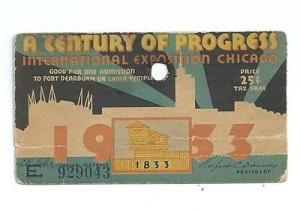 A CENTURY OF PROGRESS
INTERNATIONAL EXPOSITION CHICAGO
GOOD FOR ONE ADMISSION
TO FORT DEARBORN OR LAMA TEMPLE
PRICE
25¢
TAX FREE
1933
1833
E 929043
PRESIDENT